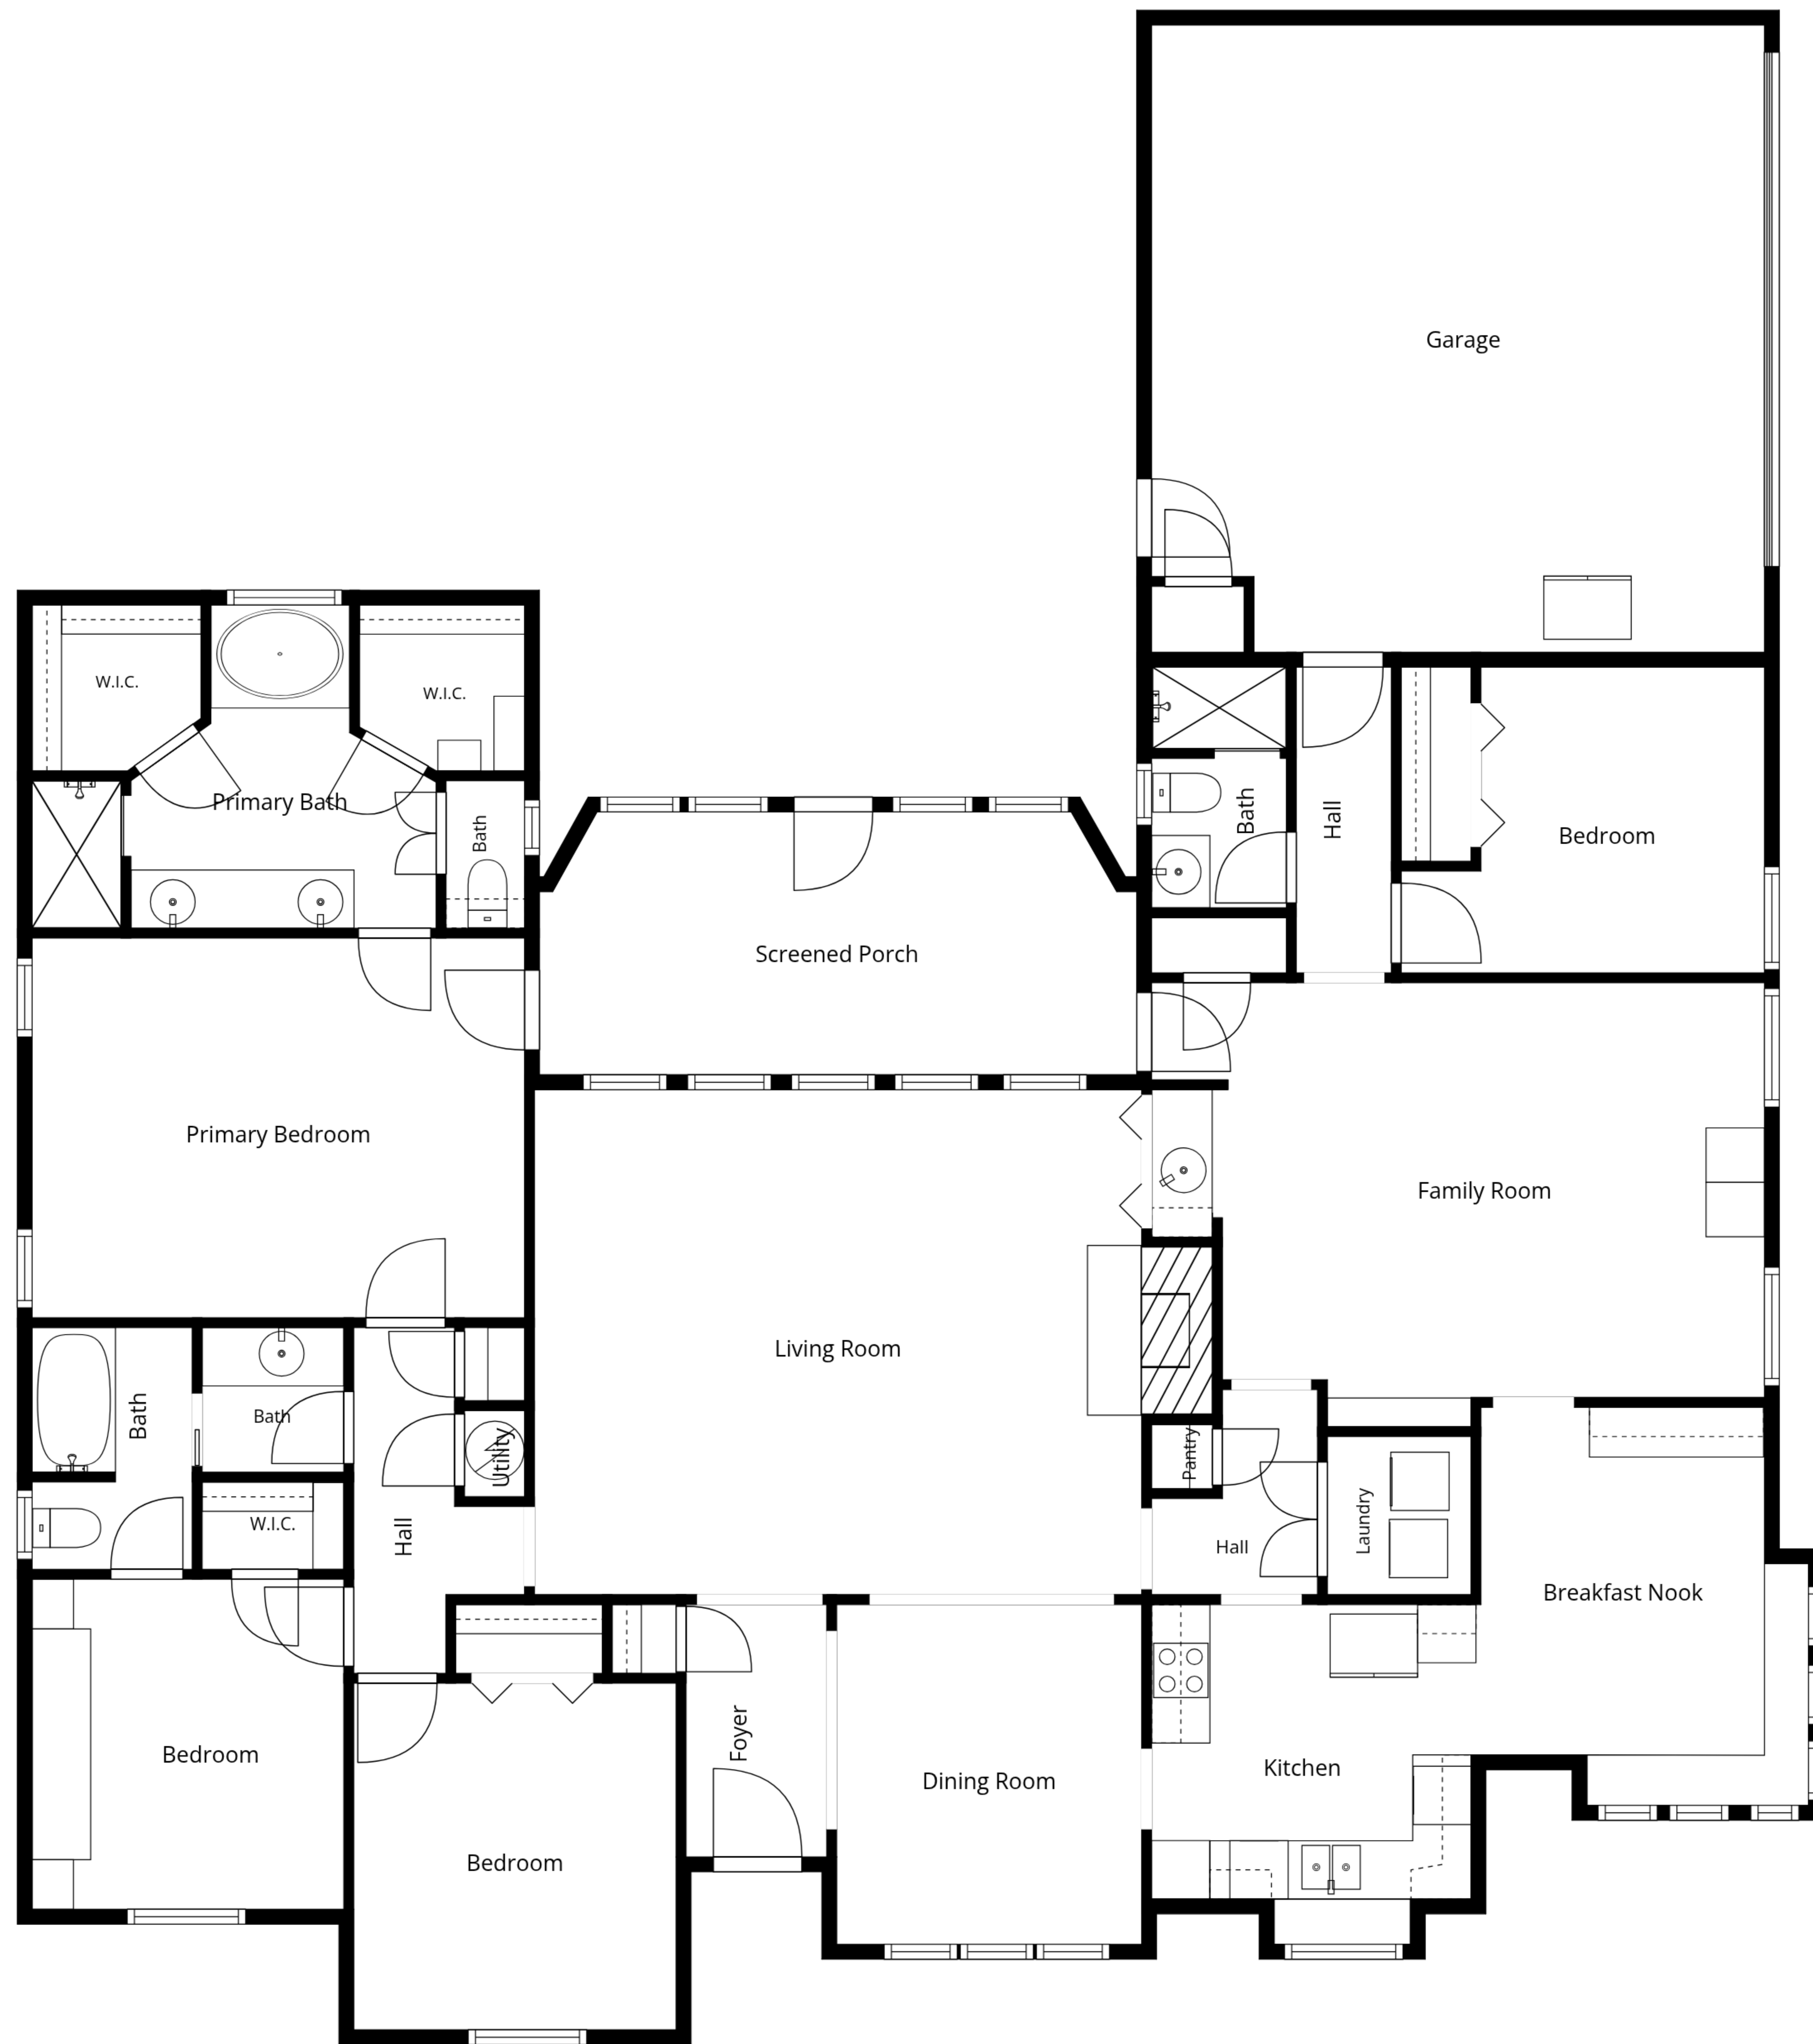 Garage
W.I.C.
W.I.C.
Primary Bath
Bath
Bath
Hall
Bedroom
Screened Porch
Primary Bedroom
Family Room
Living Room
Bath
Bath
Utility
Pantry
W.I.C.
Hall
Hall
Laundry
Breakfast Nook
Bedroom
Foyer
Dining Room
Kitchen
Bedroom